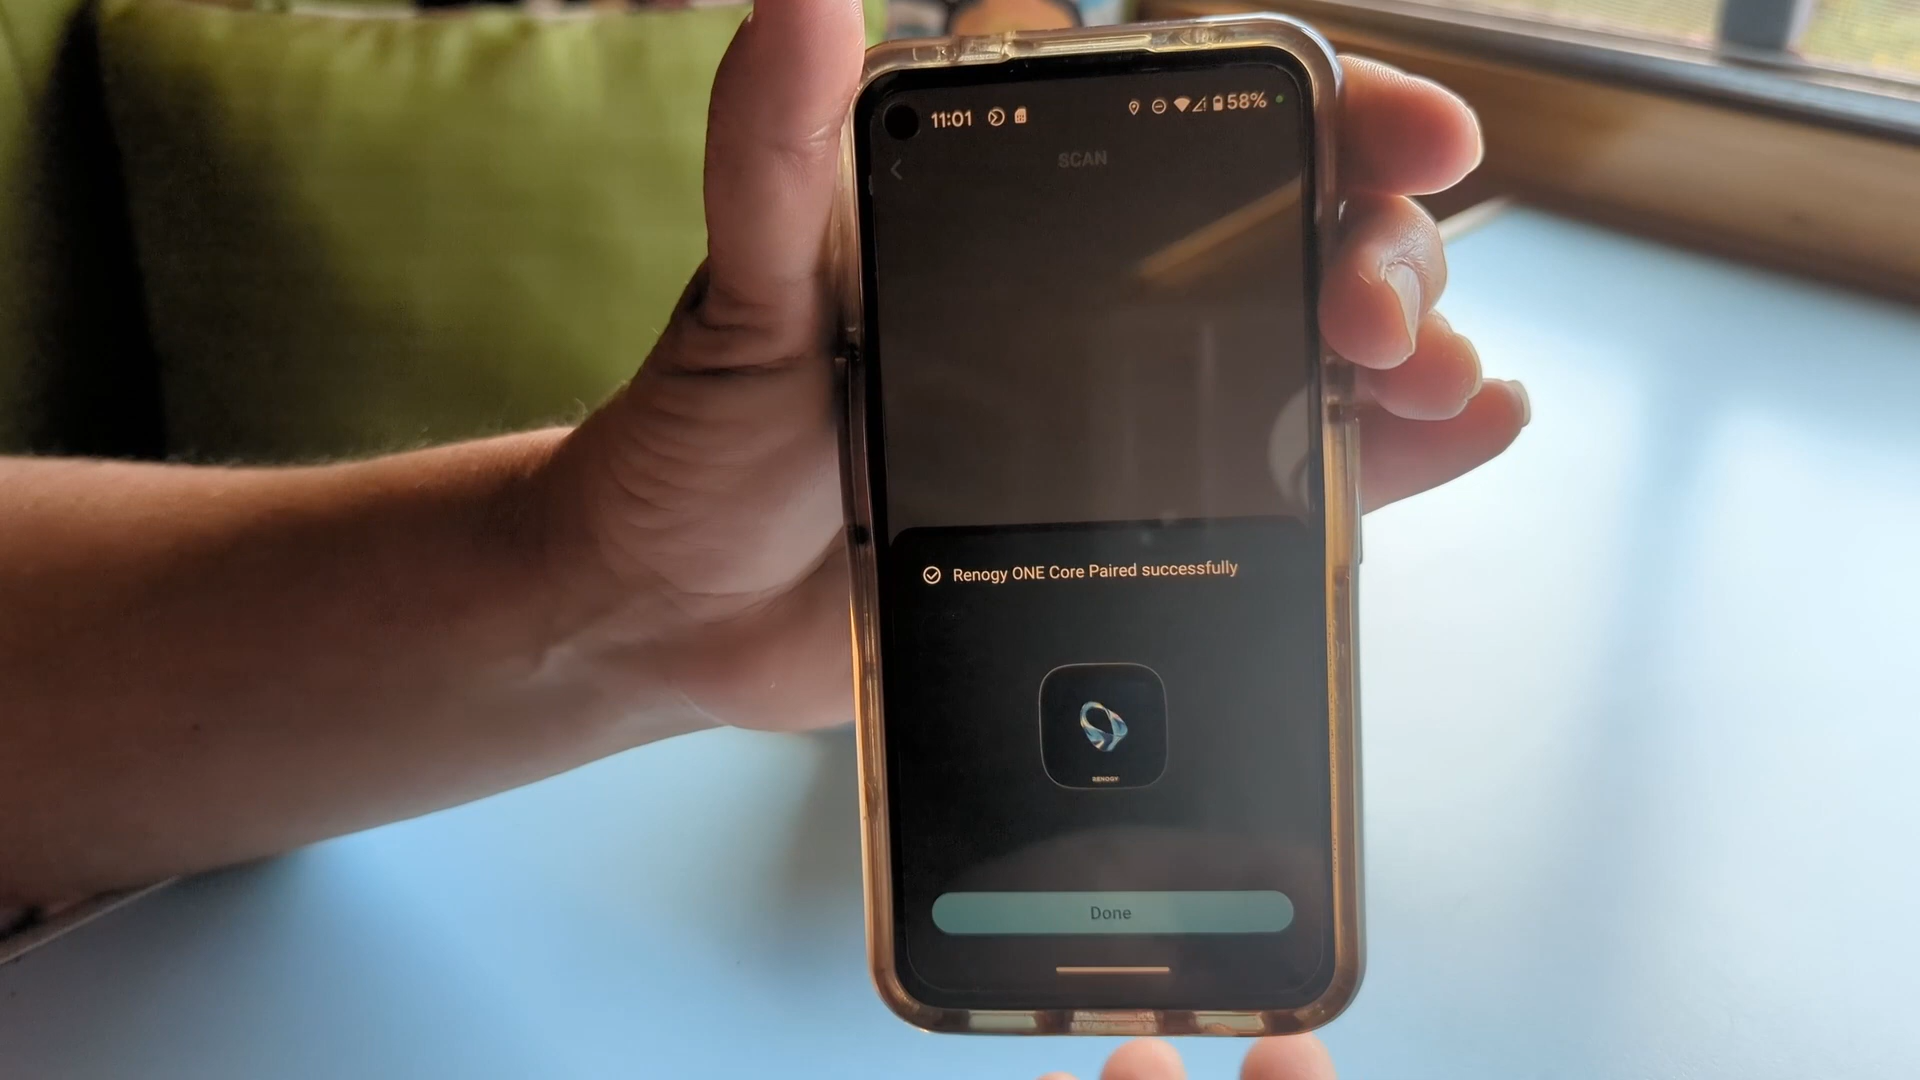 11:01
58%
SCAN
Renogy ONE Core Paired successfully
RENOGY
Done